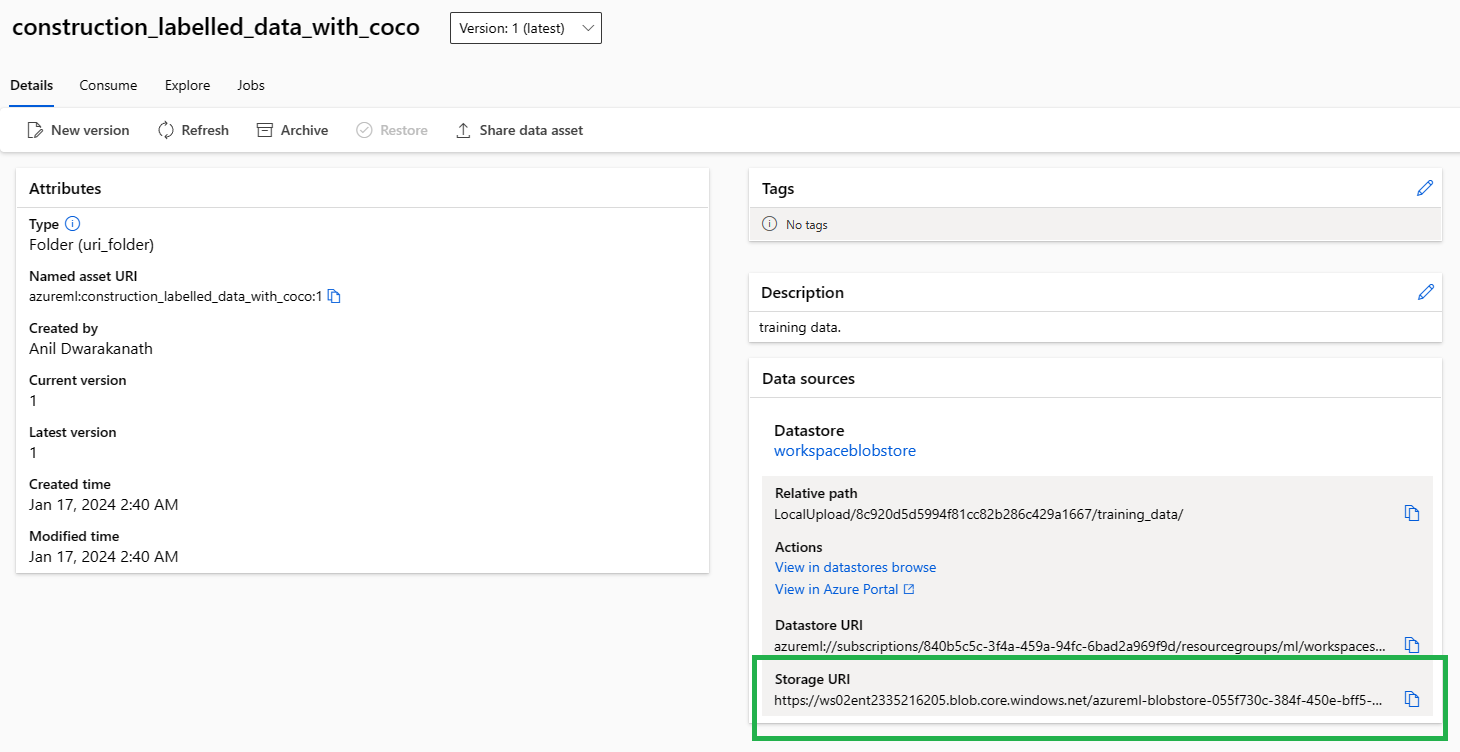 construction_labelled_data_with_coco
Version: 1 (latest)
Details Consume Explore Jobs
New version Refresh Archive Restore Share data asset
Attributes
Type
Folder (uri_folder)
Named asset URI
azureml:construction_labelled_data_with_coco:1
Created by
Anil Dwarakanath
Current version
1
Latest version
1
Created time
Jan 17, 2024 2:40 AM
Modified time
Jan 17, 2024 2:40 AM
Tags
No tags
Description
training data.
Data sources
Datastore
workspaceblobstore
Relative path
LocalUpload/8c920d5d5994f81cc82b286c429a1667/training_data/
Actions
View in datastores browse
View in Azure Portal
Datastore URI
azureml://subscriptions/840b5c5c-3f4a-459a-94fc-6bad2a969f9d/resourcegroups/ml/workspaces...
Storage URI
https://ws02ent2335216205.blob.core.windows.net/azureml-blobstore-055f730c-384f-450e-bff5-...